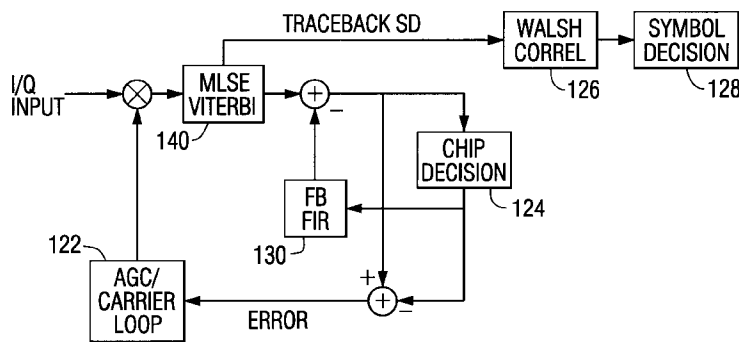 TRACEBACK SD
WALSH
CORREL
126
SYMBOL
DECISION
128
I/Q
INPUT
MLSE
VITERBI
140
+
−
CHIP
DECISION
124
FB
FIR
130
122
AGC/
CARRIER
LOOP
ERROR
+
+
−